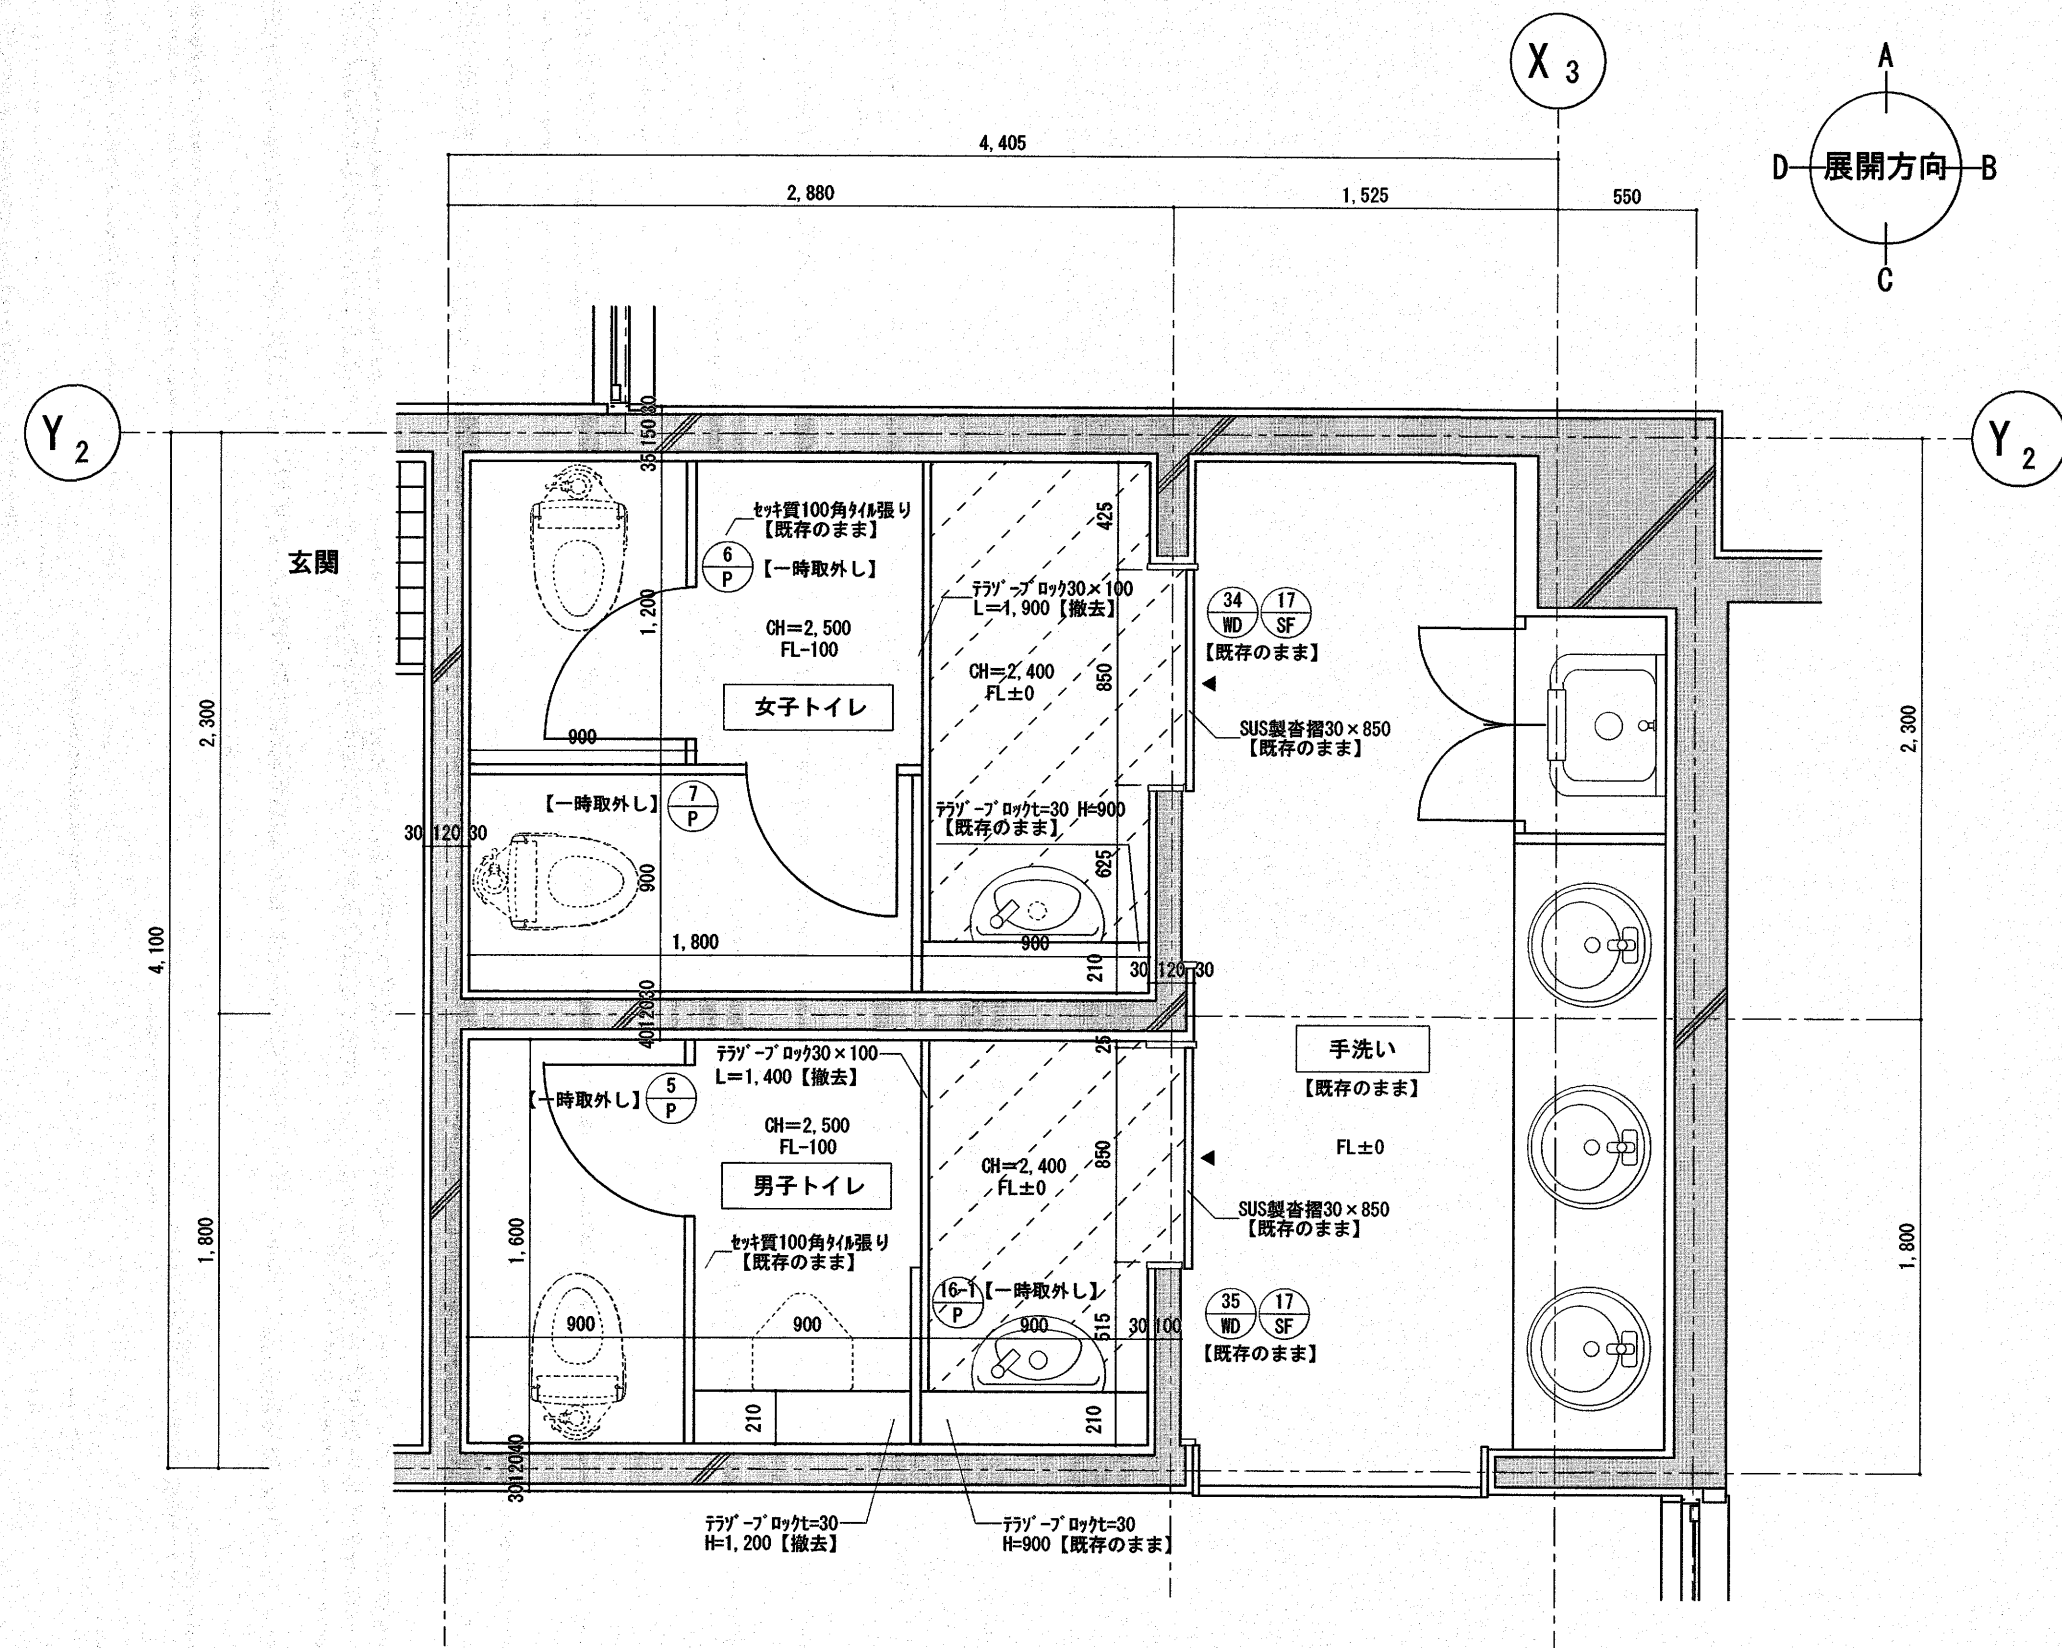 X3
A
D 展開方向 B
C
4,405
2,880
1,525
550
Y2
Y2
30
150
35
玄関
ｾｯｷ質100角ﾀｲﾙ張り
【既存のまま】
6
P
【一時取外し】
1,200
CH=2,500
FL-100
女子トイレ
ﾃﾗｿﾞｰﾌﾞﾛｯｸ30×100
L=1,900【撤去】
425
CH=2,400
FL±0
850
34
WD
17
SF
【既存のまま】
SUS製沓摺30×850
【既存のまま】
900
【一時取外し】
7
P
ﾃﾗｿﾞｰﾌﾞﾛｯｸt=30 H=900
【既存のまま】
30 120 30
900
625
1,800
900
210
30 120 30
2,300
4,100
1,800
2,300
1,800
30
120
40
25
ﾃﾗｿﾞｰﾌﾞﾛｯｸ30×100
L=1,400【撤去】
【一時取外し】
5
P
CH=2,500
FL-100
男子トイレ
CH=2,400
FL±0
850
手洗い
【既存のまま】
FL±0
SUS製沓摺30×850
【既存のまま】
1,600
ｾｯｷ質100角ﾀｲﾙ張り
【既存のまま】
16-1
P
【一時取外し】
35
WD
17
SF
【既存のまま】
900
900
900
515
30 100
210
210
40
120
30
ﾃﾗｿﾞｰﾌﾞﾛｯｸt=30
H=1,200【撤去】
ﾃﾗｿﾞｰﾌﾞﾛｯｸt=30
H=900【既存のまま】